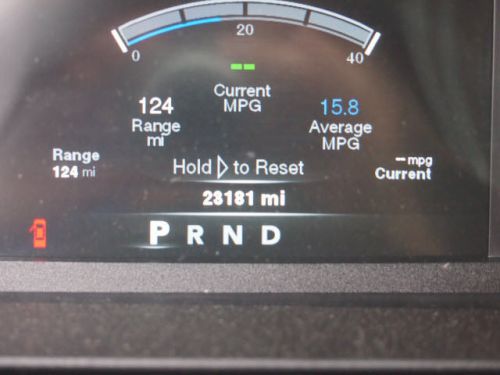 0 20 40
--
Current
MPG
124
Range
mi
15.8
Average
MPG
Range
124 mi
Hold ▷ to Reset
--mpg
Current
23181 mi
P R N D